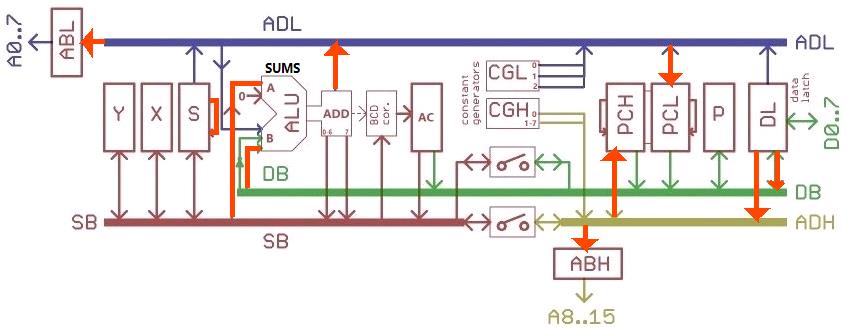 A0..7
ABL
ADL
ADL
SUMS
Y
X
S
0
A
B
ALU
ADD
0-6
7
BCD
cor.
AC
constant
generators
CGL
0
1
2
CGH
0
1-7
PCH
PCL
P
DL
data
latch
D0..7
DB
DB
SB
SB
ADH
ABH
A8..15